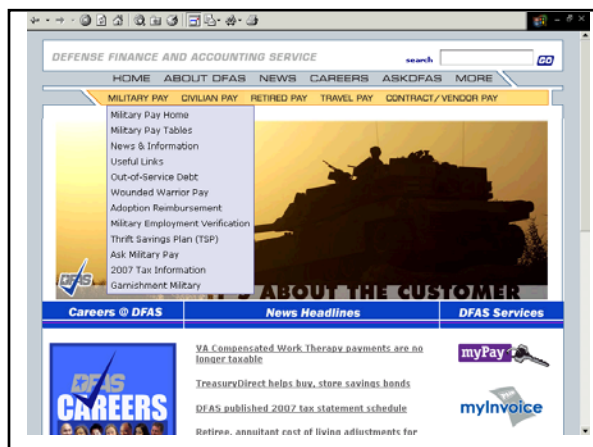 DEFENSE FINANCE AND ACCOUNTING SERVICE
search
GO
HOME ABOUT DFAS NEWS CAREERS ASKDFAS MORE
MILITARY PAY CIVILIAN PAY RETIRED PAY TRAVEL PAY CONTRACT/VENDOR PAY
Military Pay Home
Military Pay Tables
News & Information
Useful Links
Out-of-Service Debt
Wounded Warrior Pay
Adoption Reimbursement
Military Employment Verification
Thrift Savings Plan (TSP)
Ask Military Pay
2007 Tax Information
Garnishment Military
DFAS
IT'S ABOUT THE CUSTOMER
Careers @ DFAS News Headlines DFAS Services
DFAS
CAREERS
VA Compensated Work Therapy payments are no
longer taxable
TreasuryDirect helps buy, store savings bonds
DFAS published 2007 tax statement schedule
Retiree, annuitant cost of living adjustments for
myPay
myInvoice